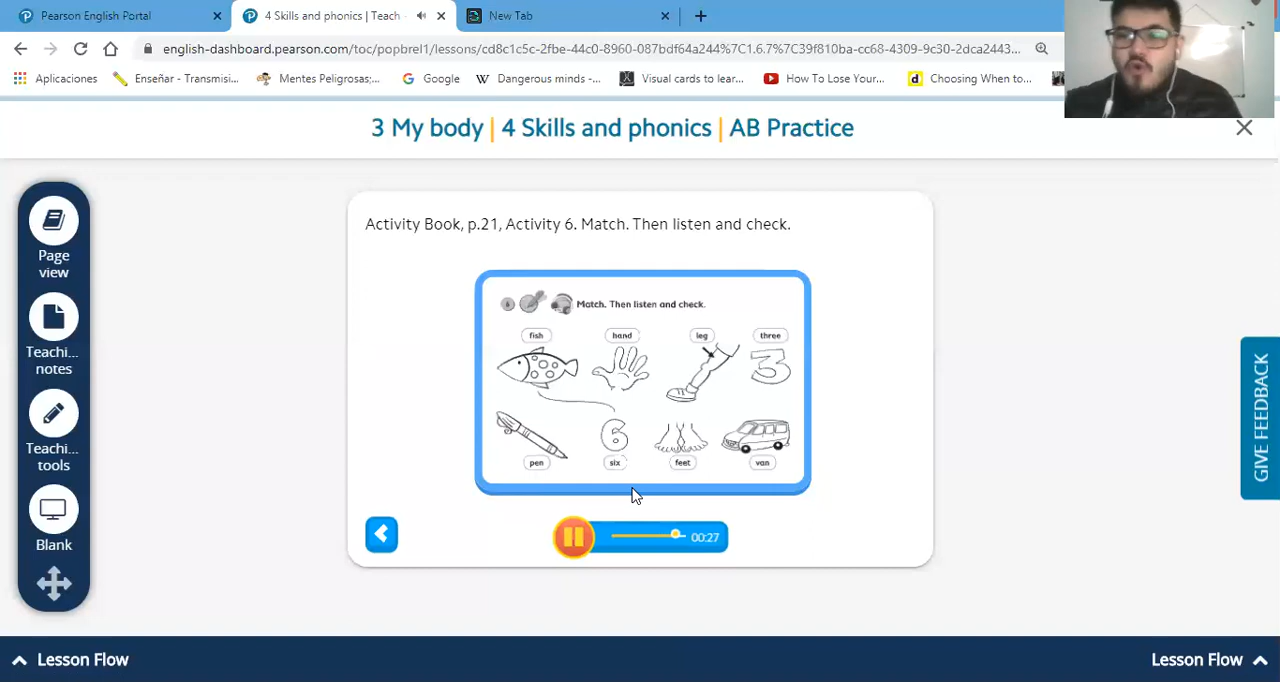 Pearson English Portal
4 Skills and phonics | Teach
New Tab
english-dashboard.pearson.com/toc/popbrel1/lessons/cd8c1c5c-2fbe-44c0-8960-087bdf64a244%7C1.6.7%7C39f810ba-cc68-4309-9c30-2dca2443...
Aplicaciones
Enseñar - Transmisi...
Mentes Peligrosas;...
Google
Dangerous minds -...
Visual cards to lear...
How To Lose Your...
Choosing When to...
3 My body | 4 Skills and phonics | AB Practice
Page
view
Teachi...
notes
Teachi...
tools
Blank
Activity Book, p.21, Activity 6. Match. Then listen and check.
6 Match. Then listen and check.
fish hand leg three
3
6
pen six feet van
00:27
GIVE FEEDBACK
Lesson Flow
Lesson Flow